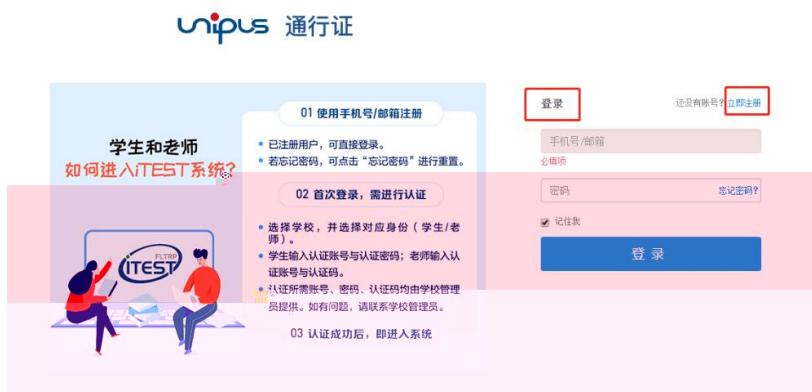 unipus 通行证
学生和老师
如何进入iTEST系统?
FLTRP
iTEST
01 使用手机号/邮箱注册
已注册用户，可直接登录。
若忘记密码，可点击“忘记密码”进行重置。
02 首次登录，需进行认证
选择学校，并选择对应身份（学生/老
师）。
学生输入认证账号与认证密码；老师输入认
证账号与认证码。
认证所需账号、密码、认证码均由学校管理
员提供。如有问题，请联系学校管理员。
03 认证成功后，即进入系统
登录
还没有账号? 立即注册
手机号/邮箱
必填项
密码
忘记密码?
记住我
登 录